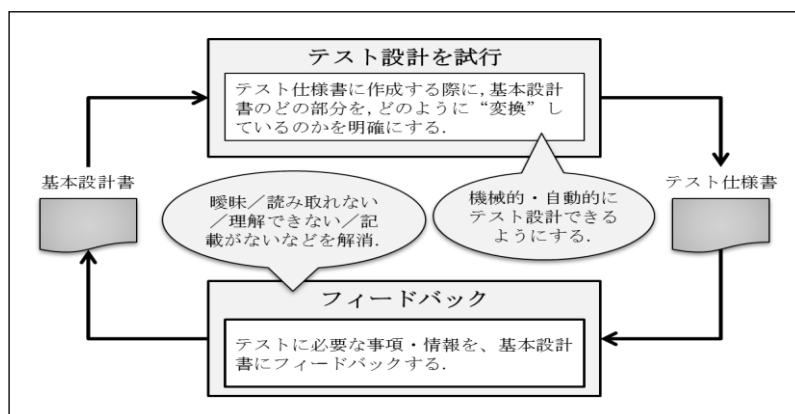 テスト設計を試行
テスト仕様書に作成する際に,基本設計
書のどの部分を,どのように“変換”し
ているのかを明確にする.
基本設計書
曖昧/読み取れない
/理解できない/記
載がないなどを解消.
機械的・自動的に
テスト設計できる
ようにする.
テスト仕様書
フィードバック
テストに必要な事項・情報を、基本設計
書にフィードバックする.